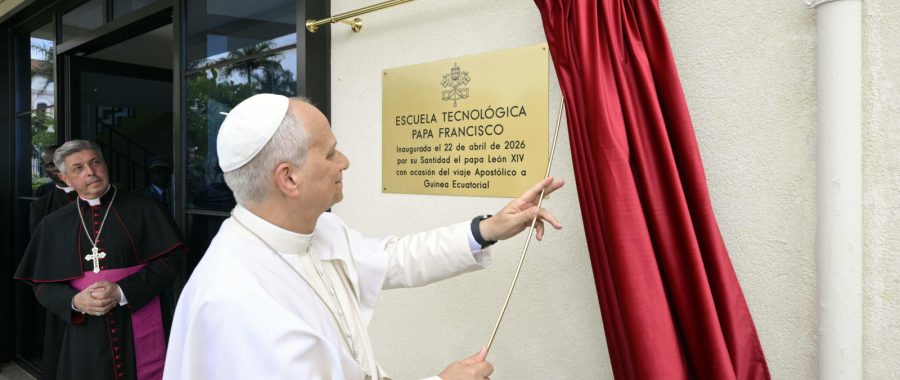 ESCUELA TECNOLÓGICA
PAPA FRANCISCO
Inaugurada el 22 de abril de 2026
por su Santidad el papa León XIV
con ocasión del viaje Apostólico a
Guinea Ecuatorial